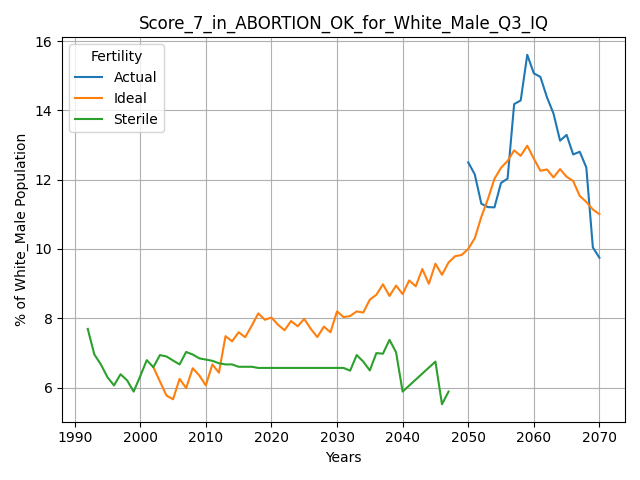 Score_7_in_ABORTION_OK_for_White_Male_Q3_IQ
Fertility
Actual
Ideal
Sterile
% of White_Male Population
16
14
12
10
8
6
1990 2000 2010 2020 2030 2040 2050 2060 2070
Years